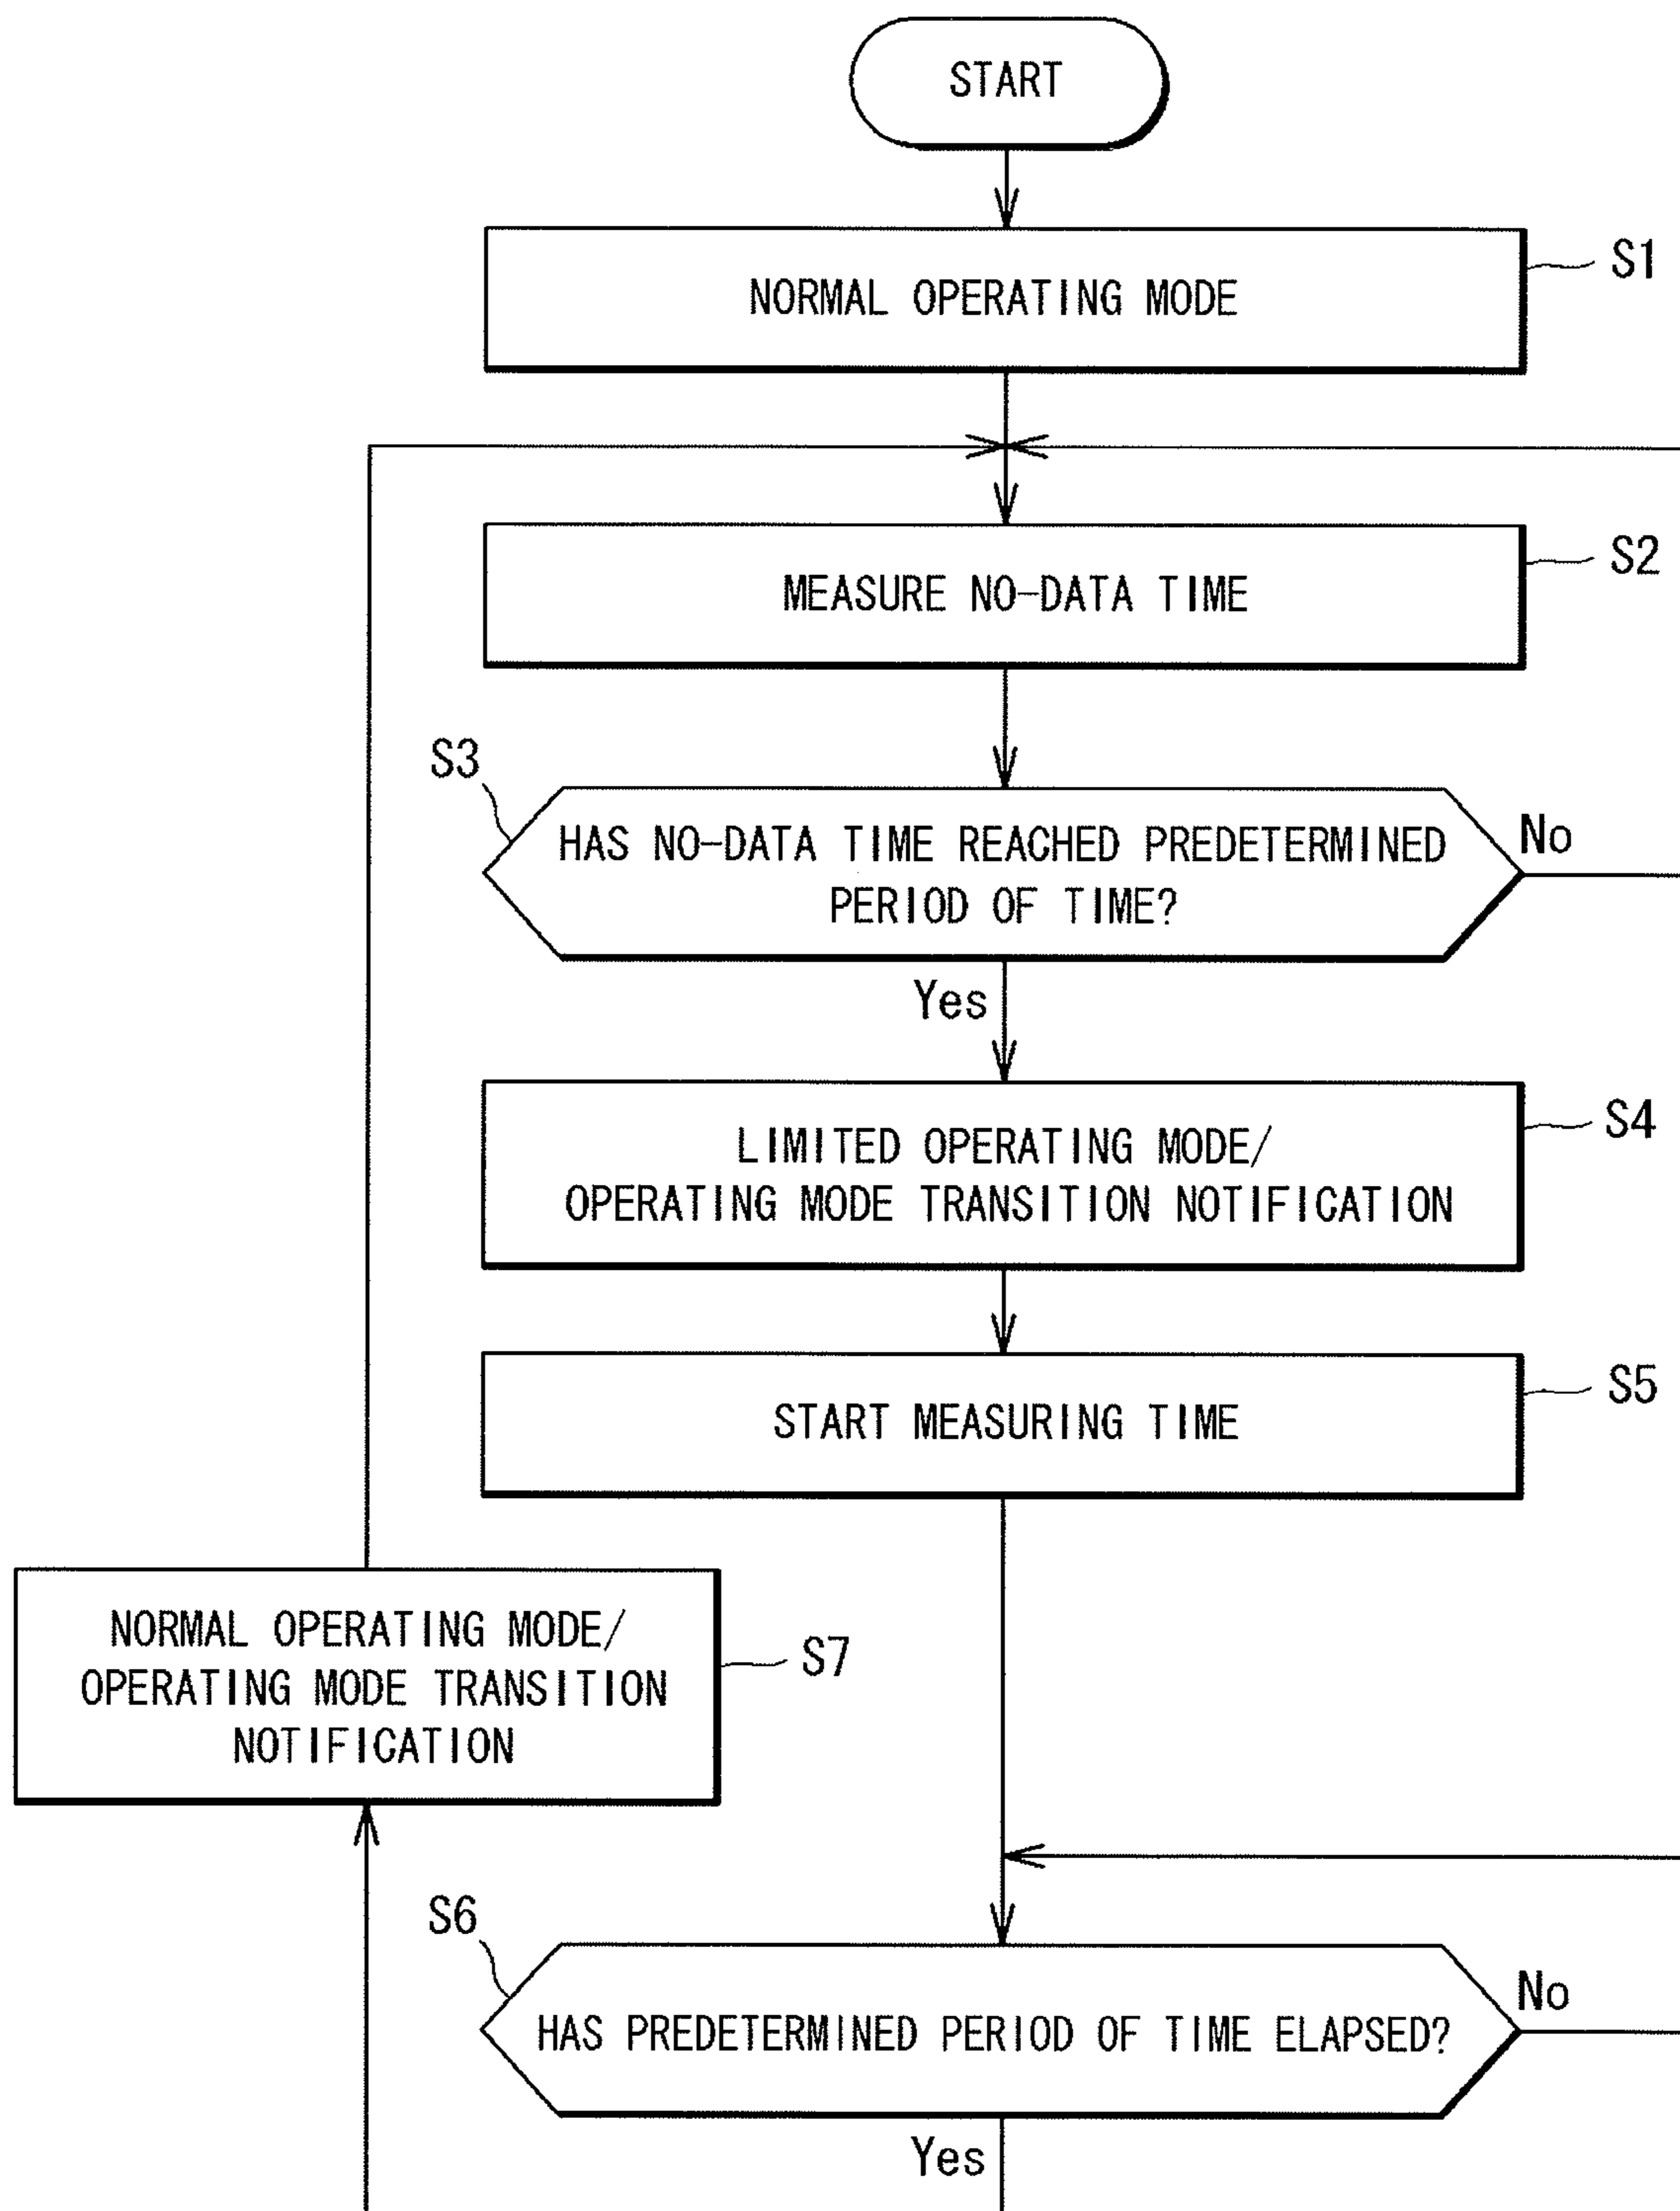 START
NORMAL OPERATING MODE
S1
MEASURE NO-DATA TIME
S2
S3
HAS NO-DATA TIME REACHED PREDETERMINED
PERIOD OF TIME?
No
Yes
LIMITED OPERATING MODE/
OPERATING MODE TRANSITION NOTIFICATION
S4
START MEASURING TIME
S5
NORMAL OPERATING MODE/
OPERATING MODE TRANSITION
NOTIFICATION
S7
S6
HAS PREDETERMINED PERIOD OF TIME ELAPSED?
No
Yes